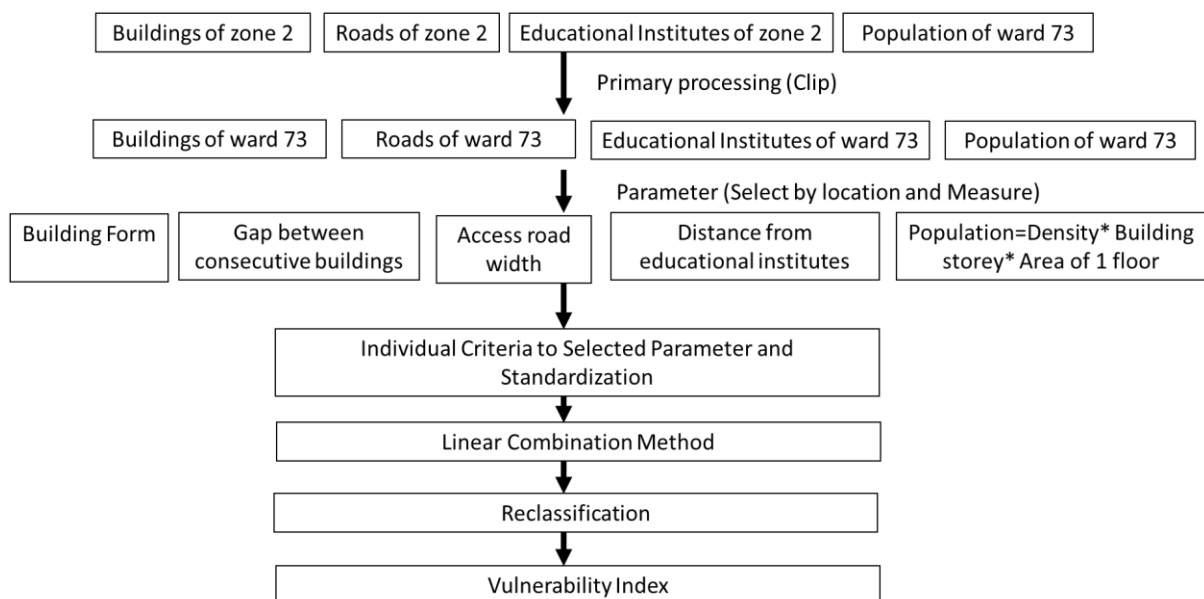 Buildings of zone 2
Roads of zone 2
Educational Institutes of zone 2
Population of ward 73
Primary processing (Clip)
Buildings of ward 73
Roads of ward 73
Educational Institutes of ward 73
Population of ward 73
Parameter (Select by location and Measure)
Building Form
Gap between
consecutive buildings
Access road
width
Distance from
educational institutes
Population=Density* Building
storey* Area of 1 floor
Individual Criteria to Selected Parameter and
Standardization
Linear Combination Method
Reclassification
Vulnerability Index